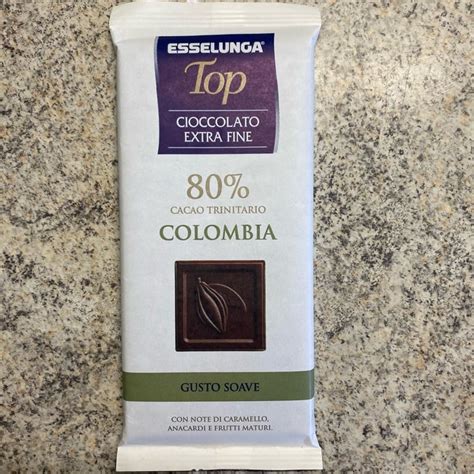 ESSELUNGA®
Top
CIOCCOLATO
EXTRA FINE
80%
CACAO TRINITARIO
COLOMBIA
GUSTO SOAVE
CON NOTE DI CARAMELLO,
ANACARDI E FRUTTI MATURI.